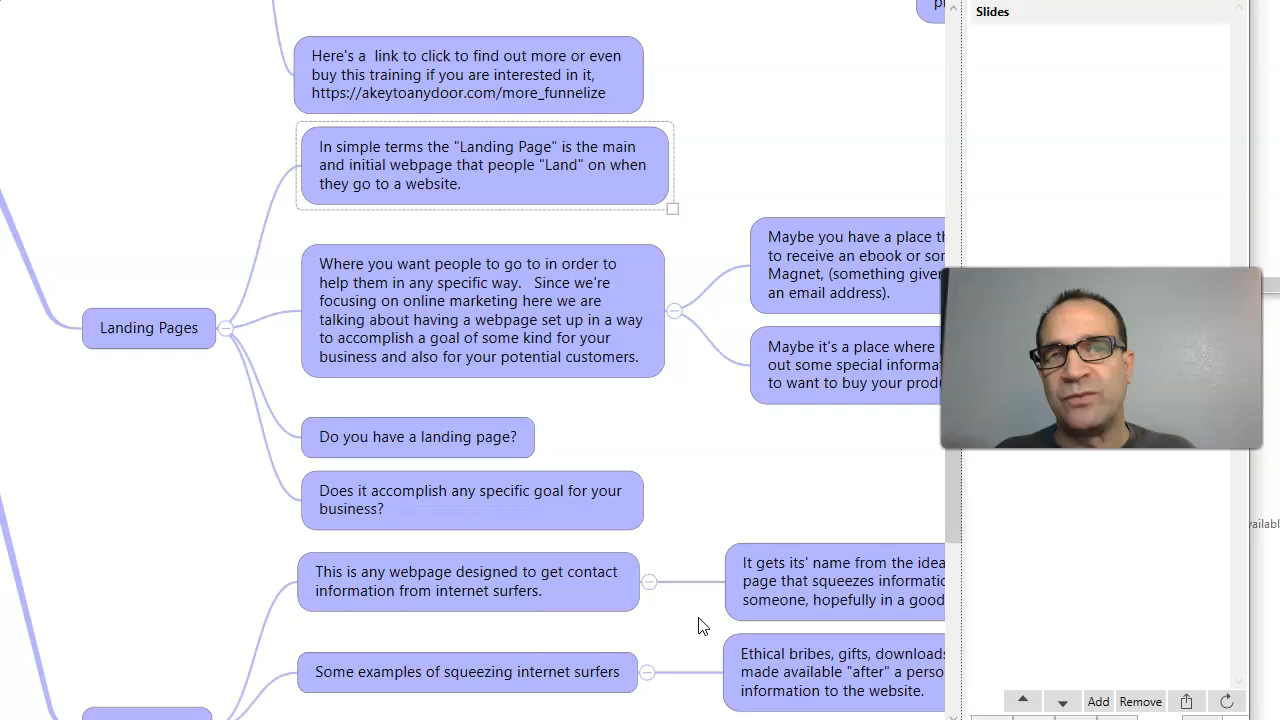 Slides
Here's a  link to click to find out more or even
buy this training if you are interested in it,
https://akeytoanydoor.com/more_funnelize
In simple terms the "Landing Page" is the main
and initial webpage that people "Land" on when
they go to a website.
Where you want people to go to in order to
help them in any specific way.   Since we're
focusing on online marketing here we are
talking about having a webpage set up in a way
to accomplish a goal of some kind for your
business and also for your potential customers.
Maybe you have a place
to receive an ebook or
Magnet, (something
an email address).
Maybe it's a place where
out some special
to want to buy your
Landing Pages
Do you have a landing page?
Does it accomplish any specific goal for your
business?
This is any webpage designed to get contact
information from internet surfers.
It gets its' name from the idea
page that squeezes
someone, hopefully in a good
Some examples of squeezing internet surfers
Ethical bribes, gifts, downloads
made available "after" a
information to the website.
Add
Remove